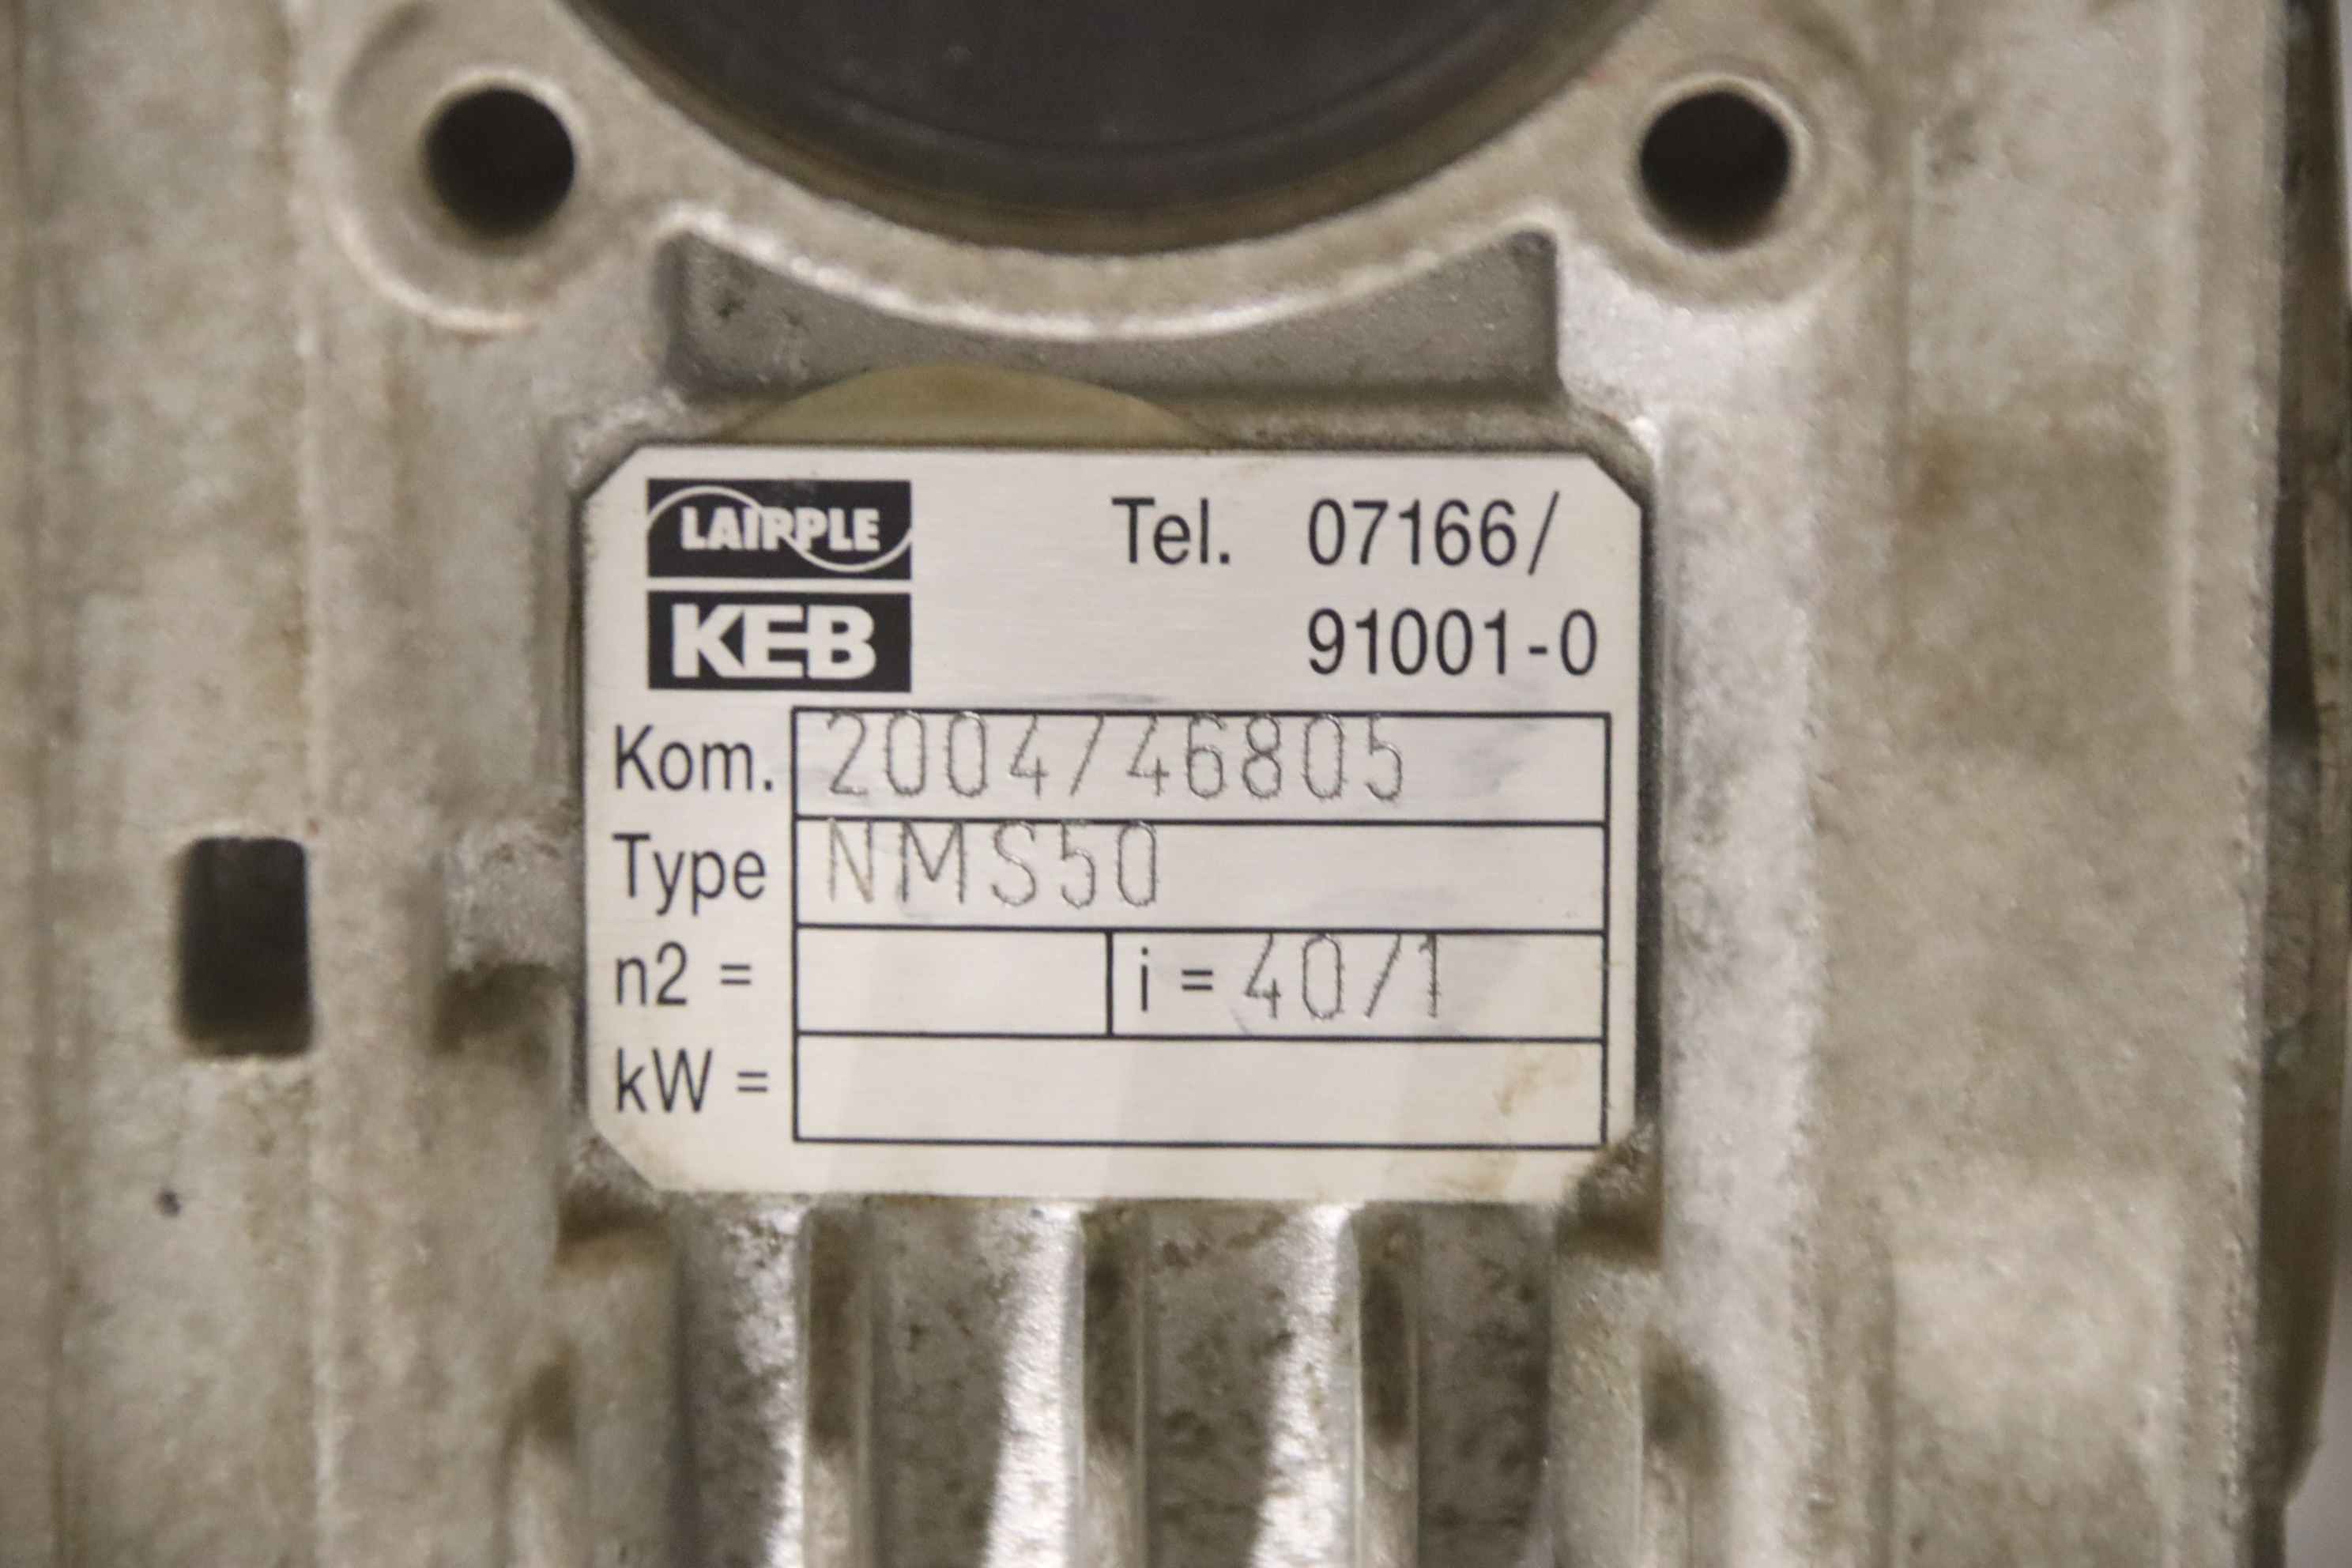 LAIPPLE
KEB
Tel. 07166/
91001-0
Kom. 2004/46805
Type NMS50
n2 = i = 40/1
kW =